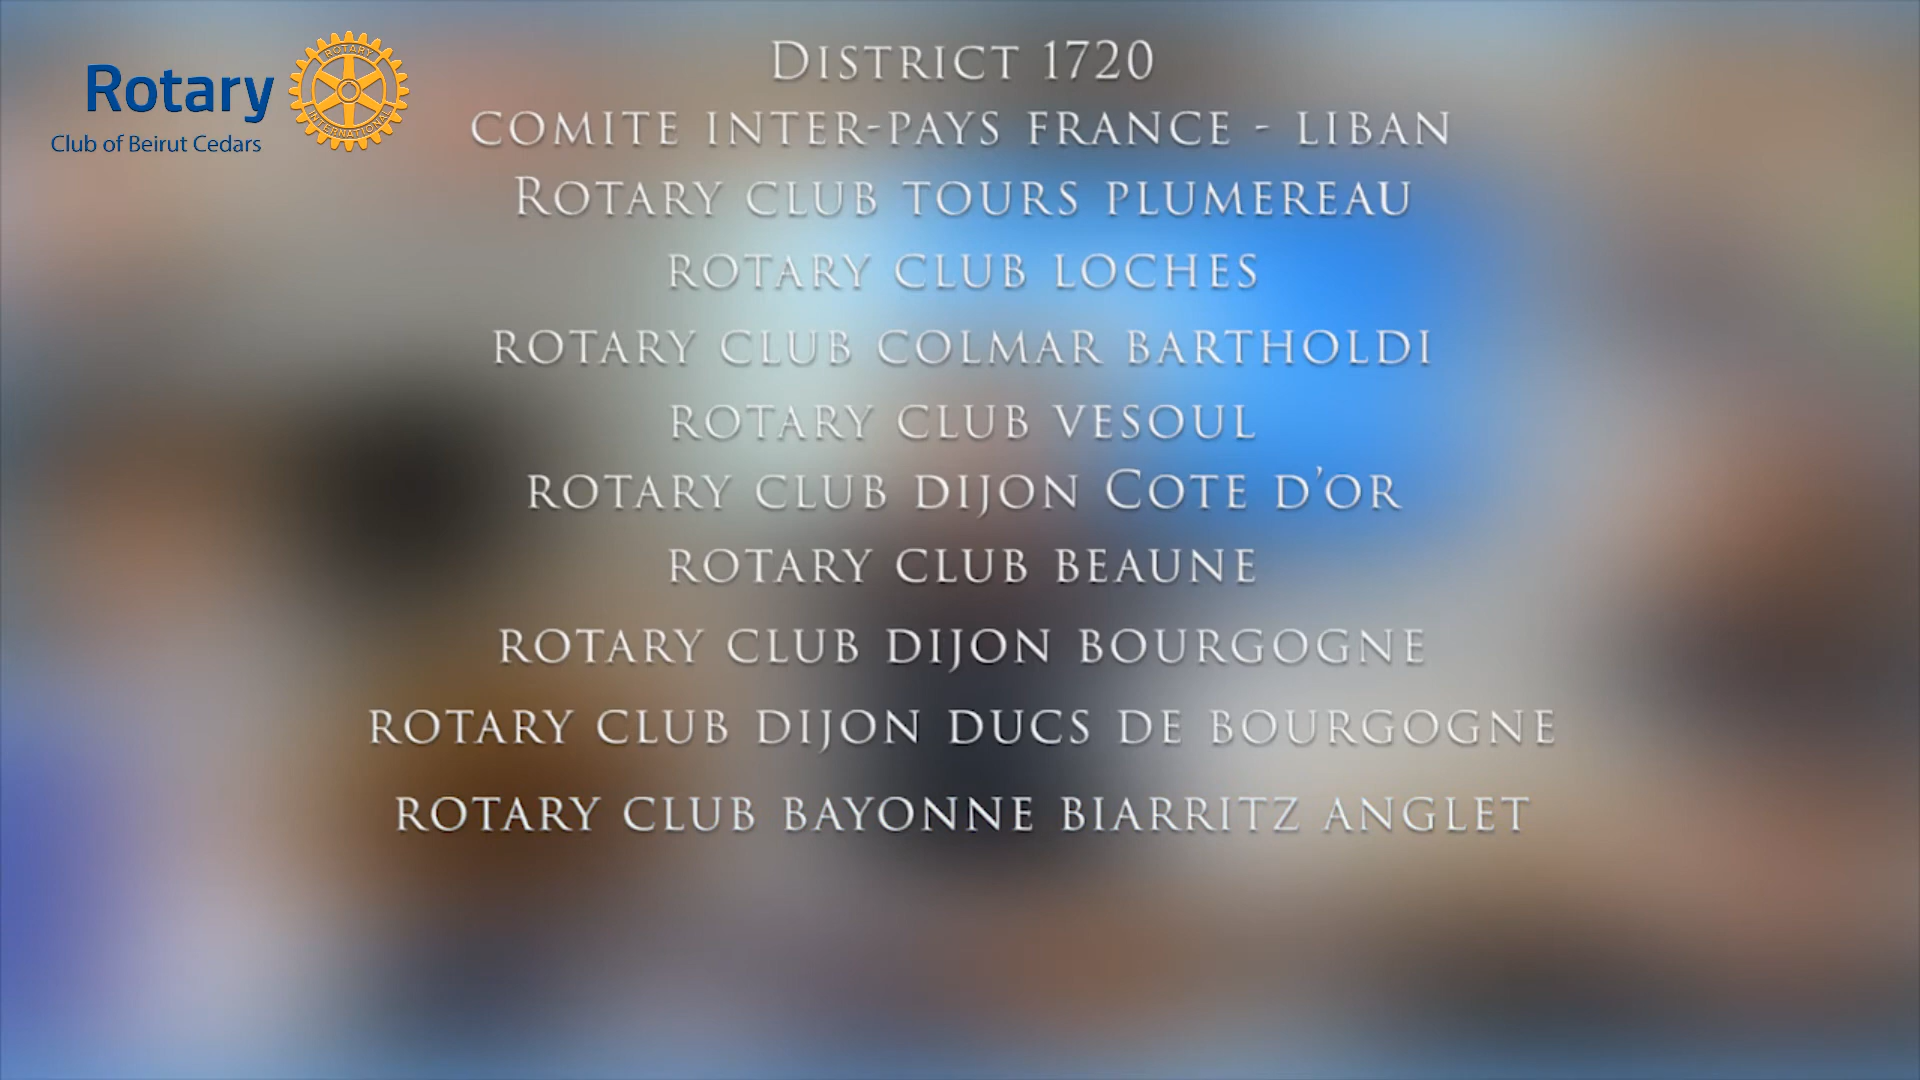 Rotary
ROTARY
INTERNATIONAL
Club of Beirut Cedars
DISTRICT 1720
COMITE INTER-PAYS FRANCE - LIBAN
ROTARY CLUB TOURS PLUMEREAU
ROTARY CLUB LOCHES
ROTARY CLUB COLMAR BARTHOLDI
ROTARY CLUB VESOUL
ROTARY CLUB DIJON COTE D'OR
ROTARY CLUB BEAUNE
ROTARY CLUB DIJON BOURGOGNE
ROTARY CLUB DIJON DUCS DE BOURGOGNE
ROTARY CLUB BAYONNE BIARRITZ ANGLET